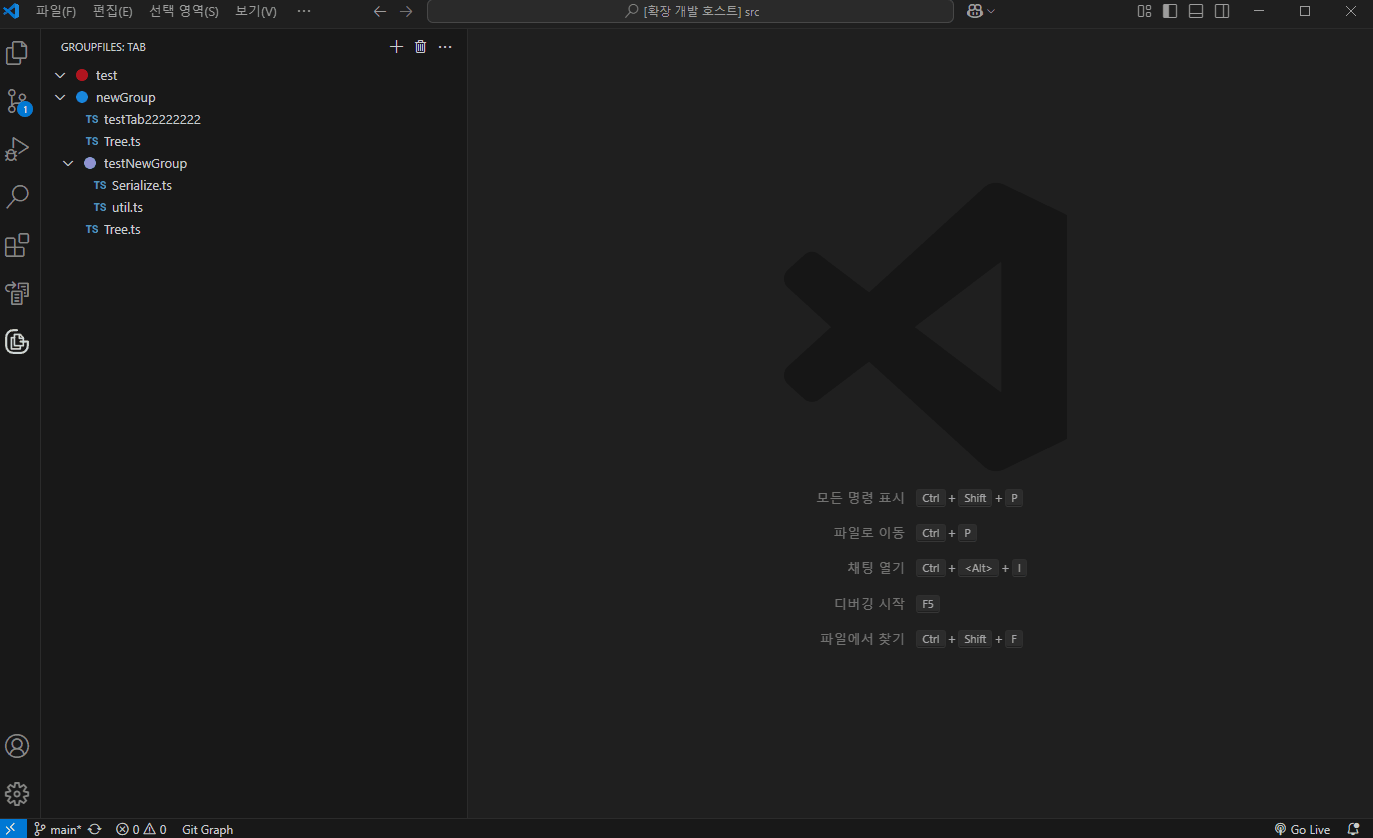 파일(F) 편집(E) 선택 영역(S) 보기(V) ··· [확장 개발 호스트] src
GROUPFILES: TAB
test
newGroup
TS testTab22222222
TS Tree.ts
testNewGroup
TS Serialize.ts
TS util.ts
TS Tree.ts
1
모든 명령 표시 Ctrl + Shift + P
파일로 이동 Ctrl + P
채팅 열기 Ctrl + <Alt> + I
디버깅 시작 F5
파일에서 찾기 Ctrl + Shift + F
main* 0 0 Git Graph Go Live